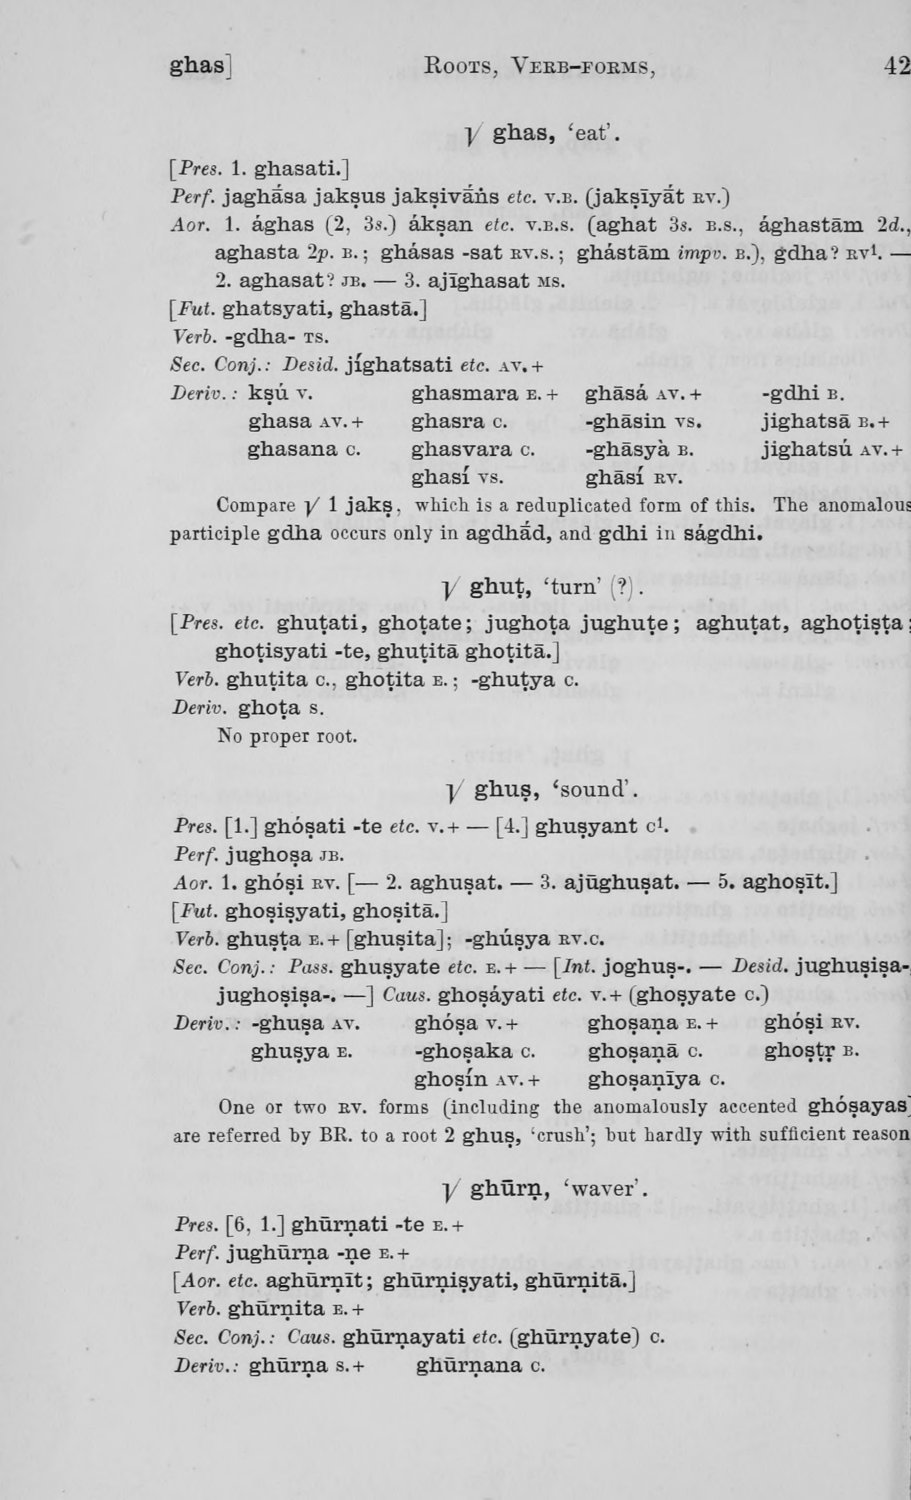 ghas] ROOTS, VERB-FORMS, 42
√ ghas, ‘eat’.
[Pres. 1. ghasati.]
Perf. jaghā́sa jakṣus jakṣivā́ṅs etc. V.B. (jakṣīyā́t RV.)
Aor. 1. ághas (2, 3s.) ákṣan etc. V.B.S. (aghat 3s. B.S., ághastām 2d.,
aghasta 2p. B.; ghásas -sat RV.S.; ghástām impv. B.), gdha? RV¹. —
2. aghasat? JB. — 3. ajīghasat MS.
[Fut. ghatsyati, ghastā.]
Verb. -gdha- TS.
Sec. Conj.: Desid. jíghatsati etc. AV.+
Deriv.: kṣú V. ghasmara E.+ ghāsá AV.+ -gdhi B.
ghasa AV.+ ghasra C. -ghāsin VS. jighatsā B.+
ghasana C. ghasvara C. -ghāsyà B. jighatsú AV.+
ghasí VS. ghāsí RV.
Compare √ 1 jakṣ, which is a reduplicated form of this. The anomalous
participle gdha occurs only in agdhā́d, and gdhi in ságdhi.
√ ghuṭ, ‘turn’ (?).
[Pres. etc. ghuṭati, ghoṭate; jughoṭa jughuṭe; aghuṭat, aghoṭiṣṭa;
ghoṭisyati -te, ghuṭitā ghoṭitā.]
Verb. ghuṭita C., ghoṭita E.; -ghuṭya C.
Deriv. ghoṭa S.
No proper root.
√ ghuṣ, ‘sound’.
Pres. [1.] ghóṣati -te etc. V.+ — [4.] ghuṣyant C¹.
Perf. jughoṣa JB.
Aor. 1. ghóṣi RV. [— 2. aghuṣat. — 3. ajūghuṣat. — 5. aghoṣīt.]
[Fut. ghoṣiṣyati, ghoṣitā.]
Verb. ghuṣṭa E.+ [ghuṣita]; -ghúṣya RV.C.
Sec. Conj.: Pass. ghuṣyate etc. E.+ — [Int. joghuṣ-. — Desid. jughuṣiṣa-,
jughoṣiṣa-. —] Caus. ghoṣáyati etc. V.+ (ghoṣyate C.)
Deriv.: -ghuṣa AV. ghóṣa V.+ ghoṣaṇa E.+ ghóṣi RV.
ghuṣya E. -ghoṣaka C. ghoṣaṇā C. ghoṣṭṛ B.
ghoṣín AV.+ ghoṣaṇīya C.
One or two RV. forms (including the anomalously accented ghóṣayas)
are referred by BR. to a root 2 ghuṣ, ‘crush’; but hardly with sufficient reason
√ ghūrṇ, ‘waver’.
Pres. [6, 1.] ghūrṇati -te E.+
Perf. jughūrṇa -ṇe E.+
[Aor. etc. aghūrṇīt; ghūrṇiṣyati, ghūrṇitā.]
Verb. ghūrṇita E.+
Sec. Conj.: Caus. ghūrṇayati etc. (ghūrṇyate) C.
Deriv.: ghūrṇa S.+ ghūrṇana C.